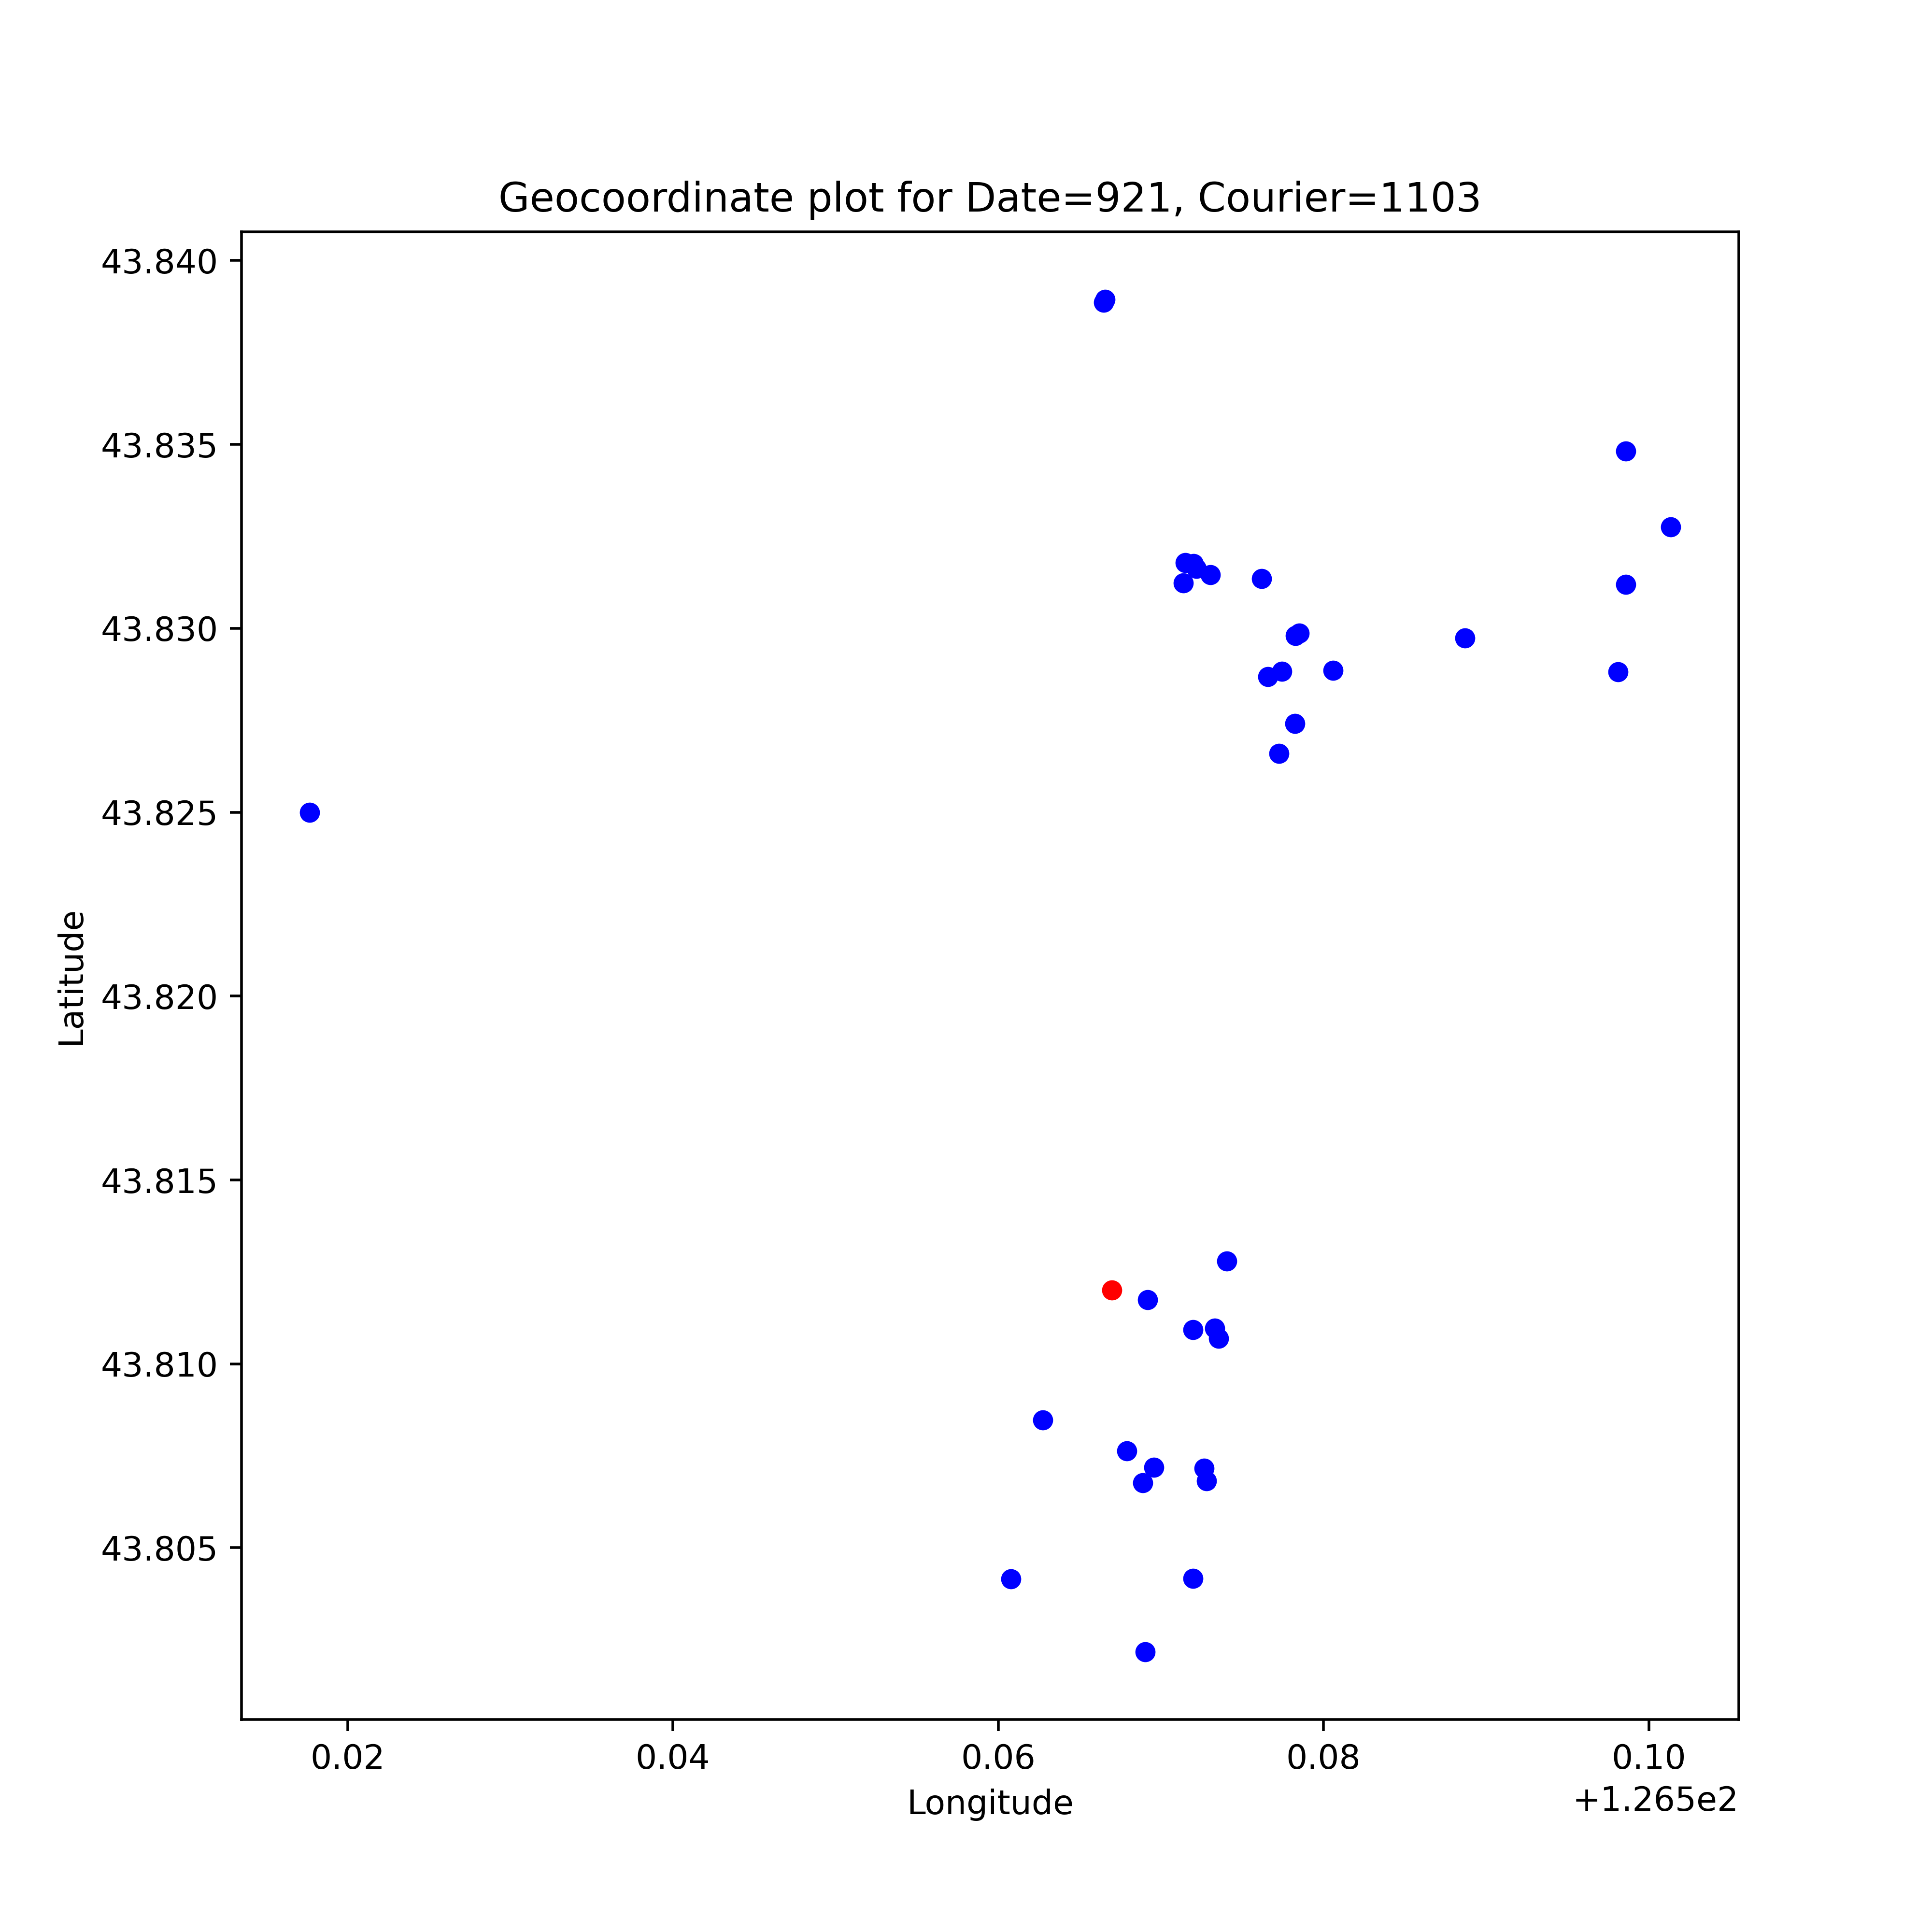 Geocoordinate plot for Date=921, Courier=1103
43.840
43.835
43.830
43.825
43.820
43.815
43.810
43.805
Latitude
0.02 0.04 0.06 0.08 0.10
Longitude
+1.265e2